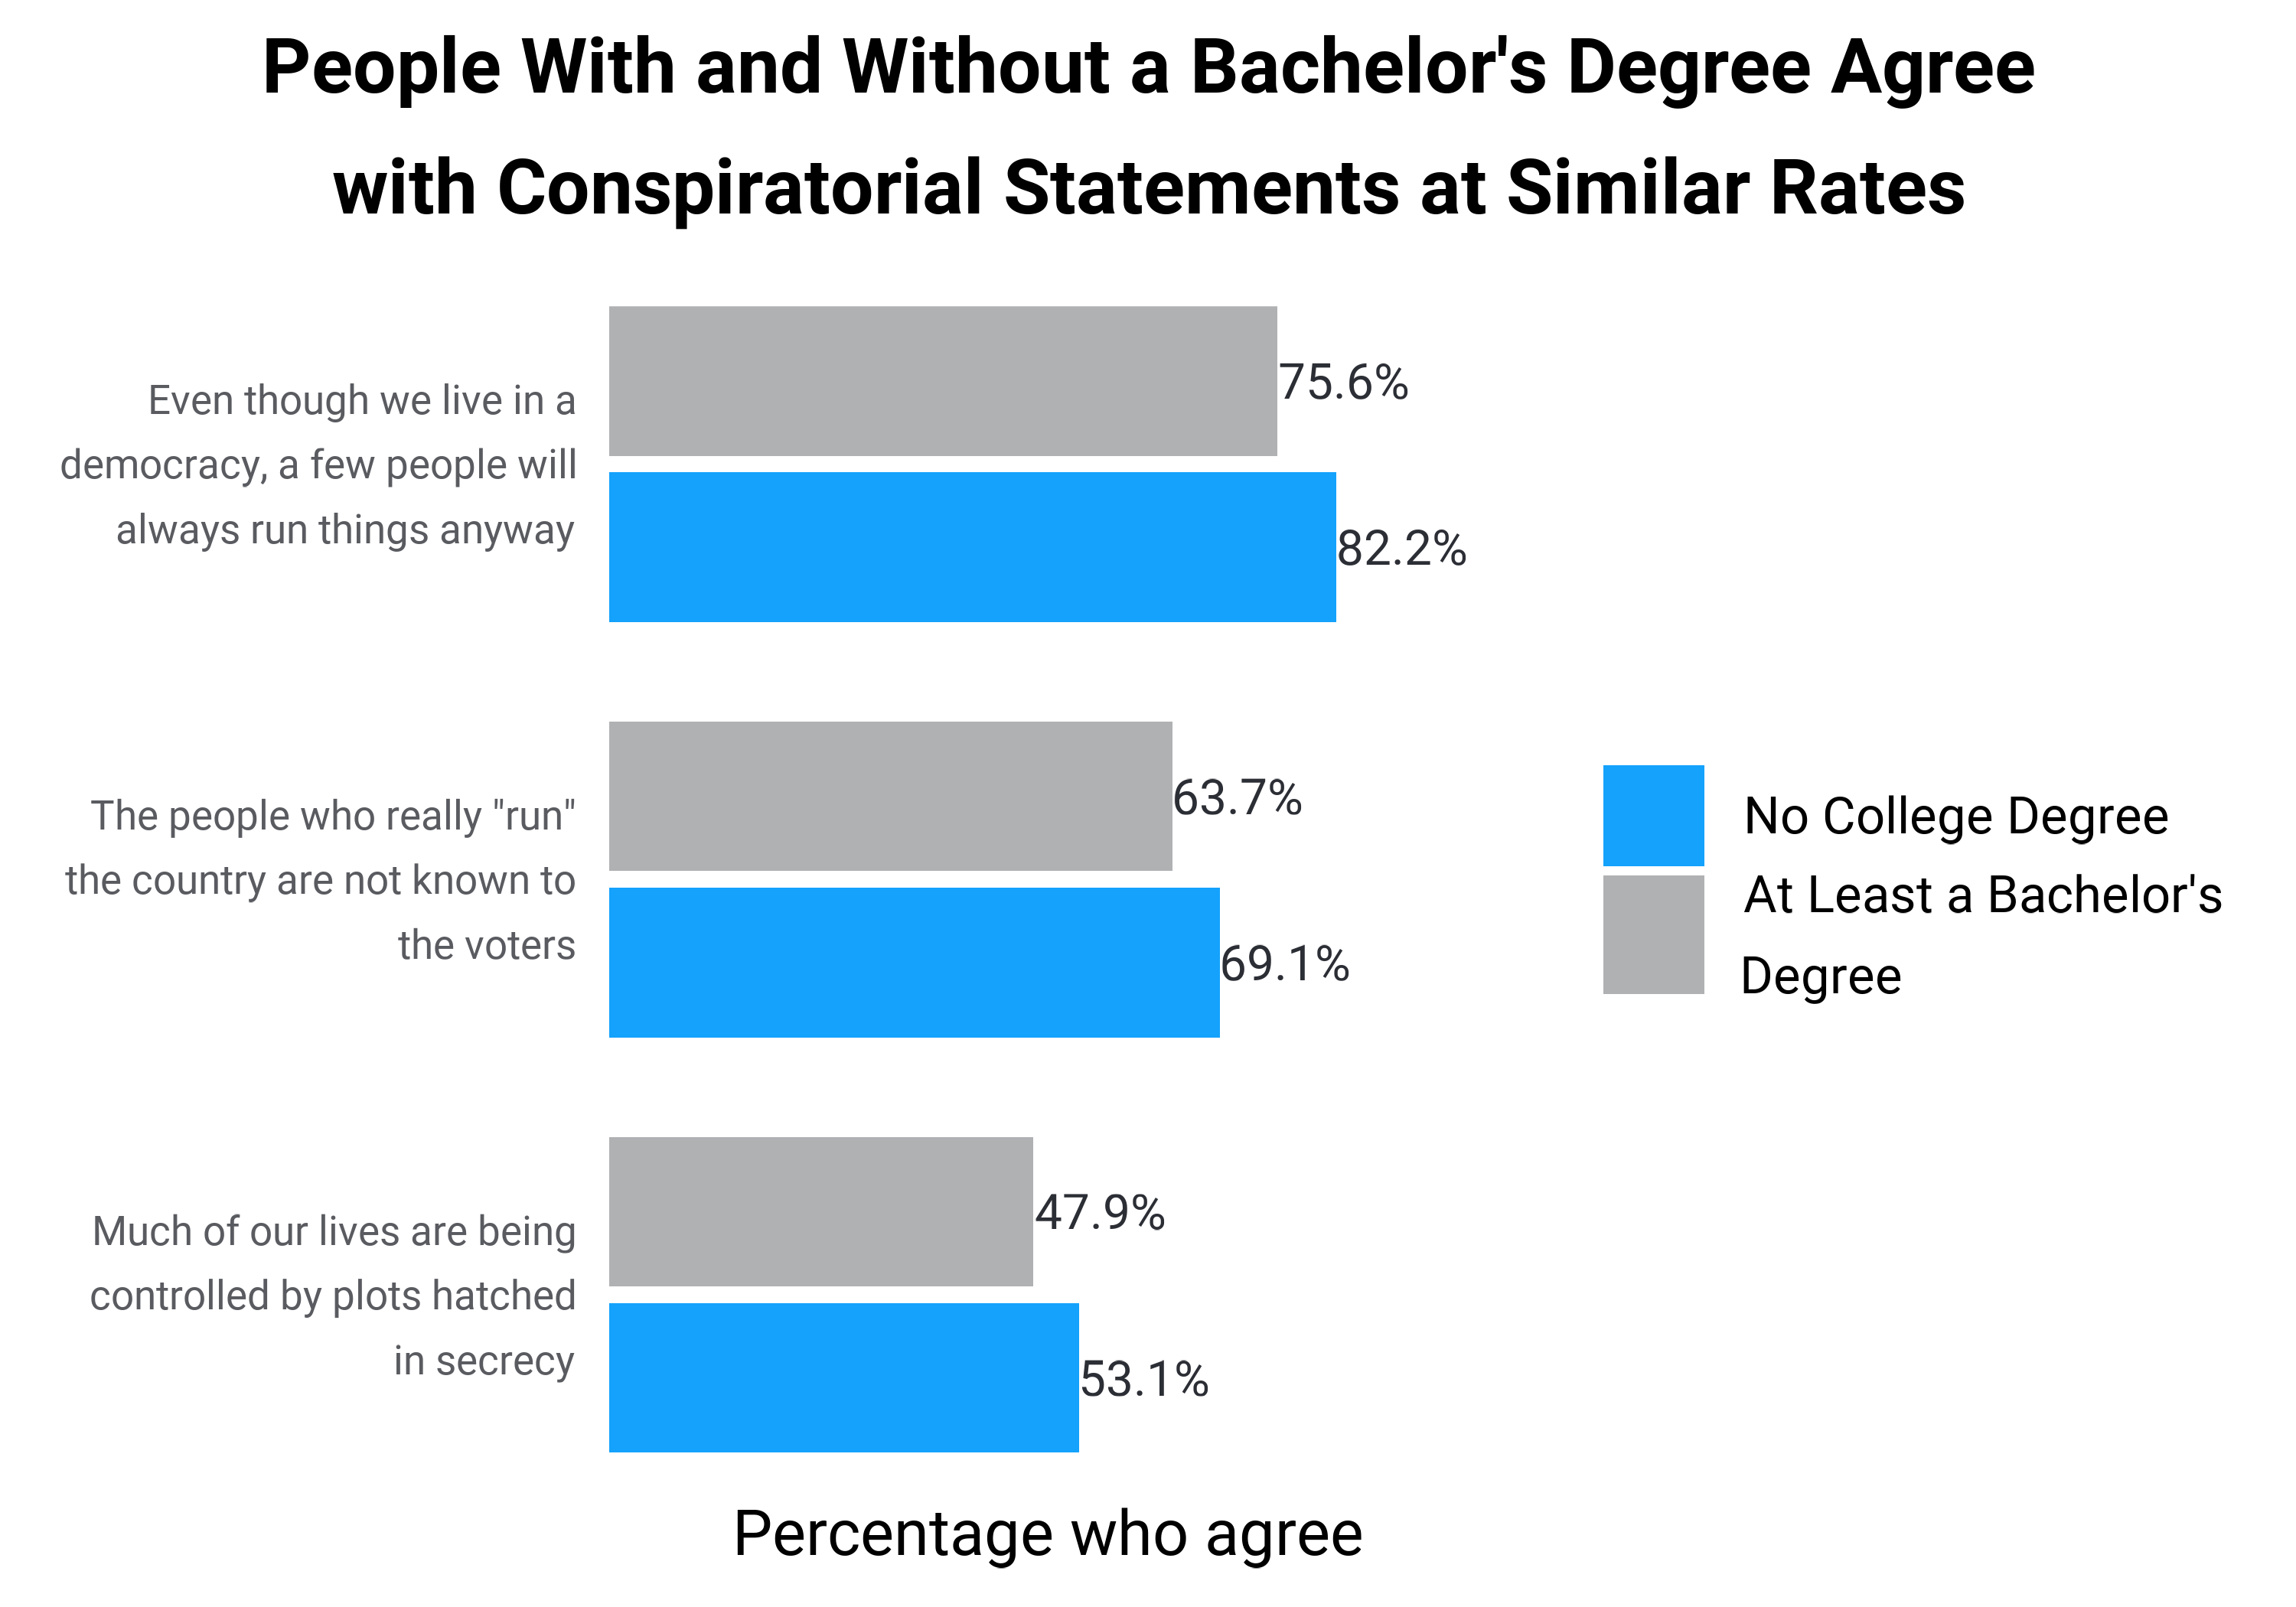 People With and Without a Bachelor's Degree Agree
with Conspiratorial Statements at Similar Rates
Even though we live in a
democracy, a few people will
always run things anyway
75.6%
82.2%
The people who really "run"
the country are not known to
the voters
63.7%
69.1%
Much of our lives are being
controlled by plots hatched
in secrecy
47.9%
53.1%
No College Degree
At Least a Bachelor's
Degree
Percentage who agree